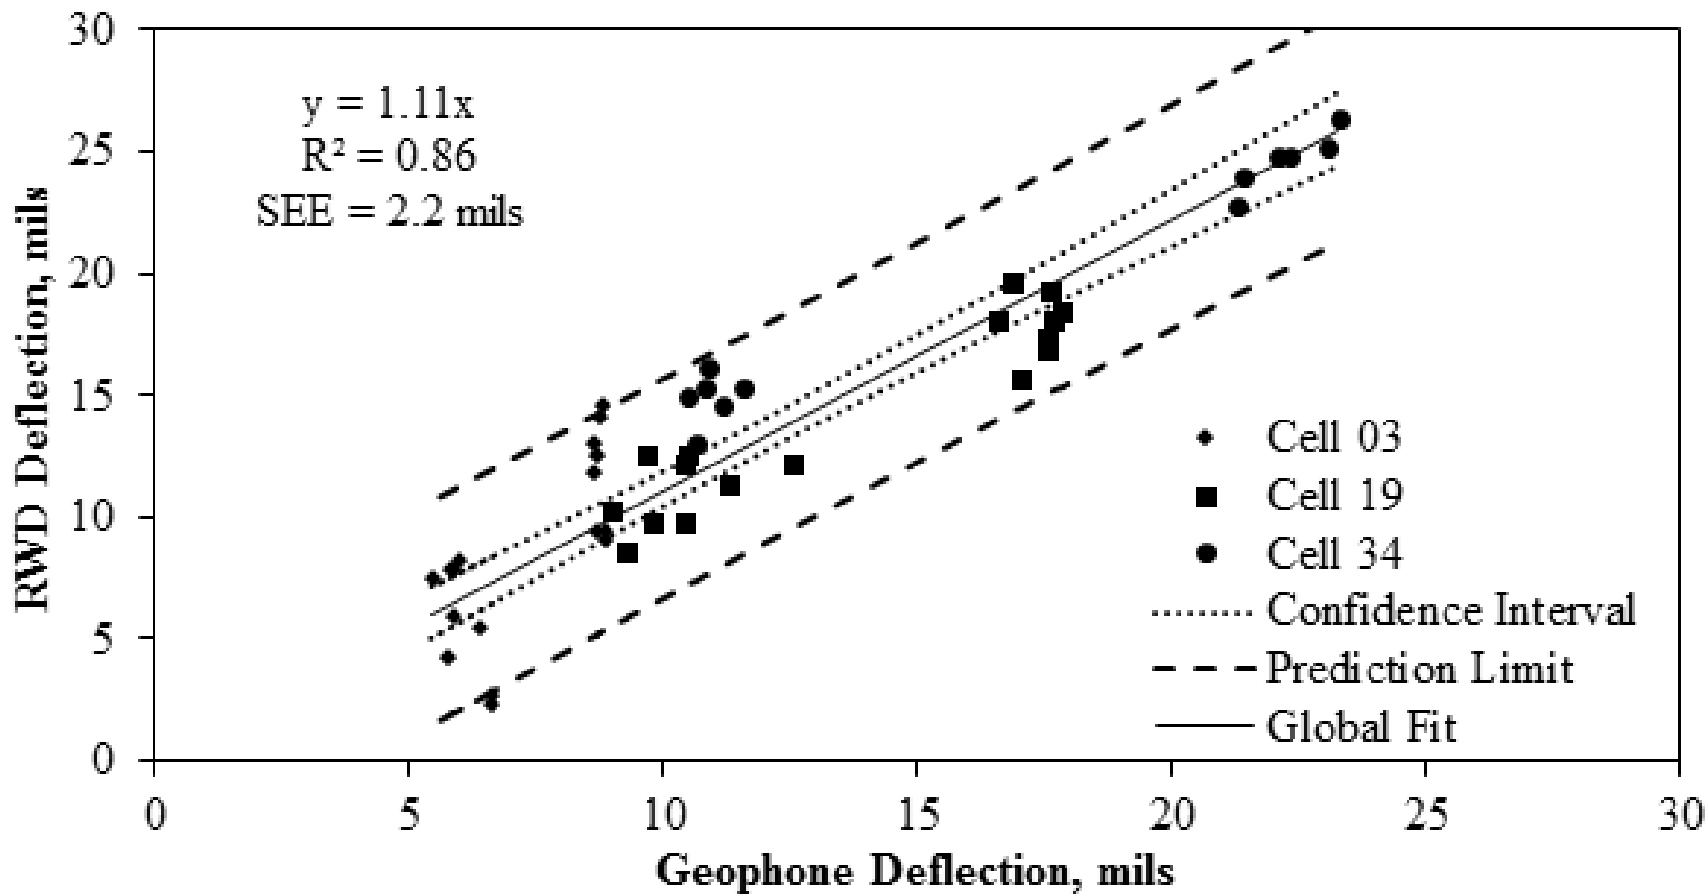 30
25
20
15
10
5
0
RWD Deflection, mils
y = 1.11x
R² = 0.86
SEE = 2.2 mils
Cell 03
Cell 19
Cell 34
Confidence Interval
Prediction Limit
Global Fit
0 5 10 15 20 25 30
Geophone Deflection, mils